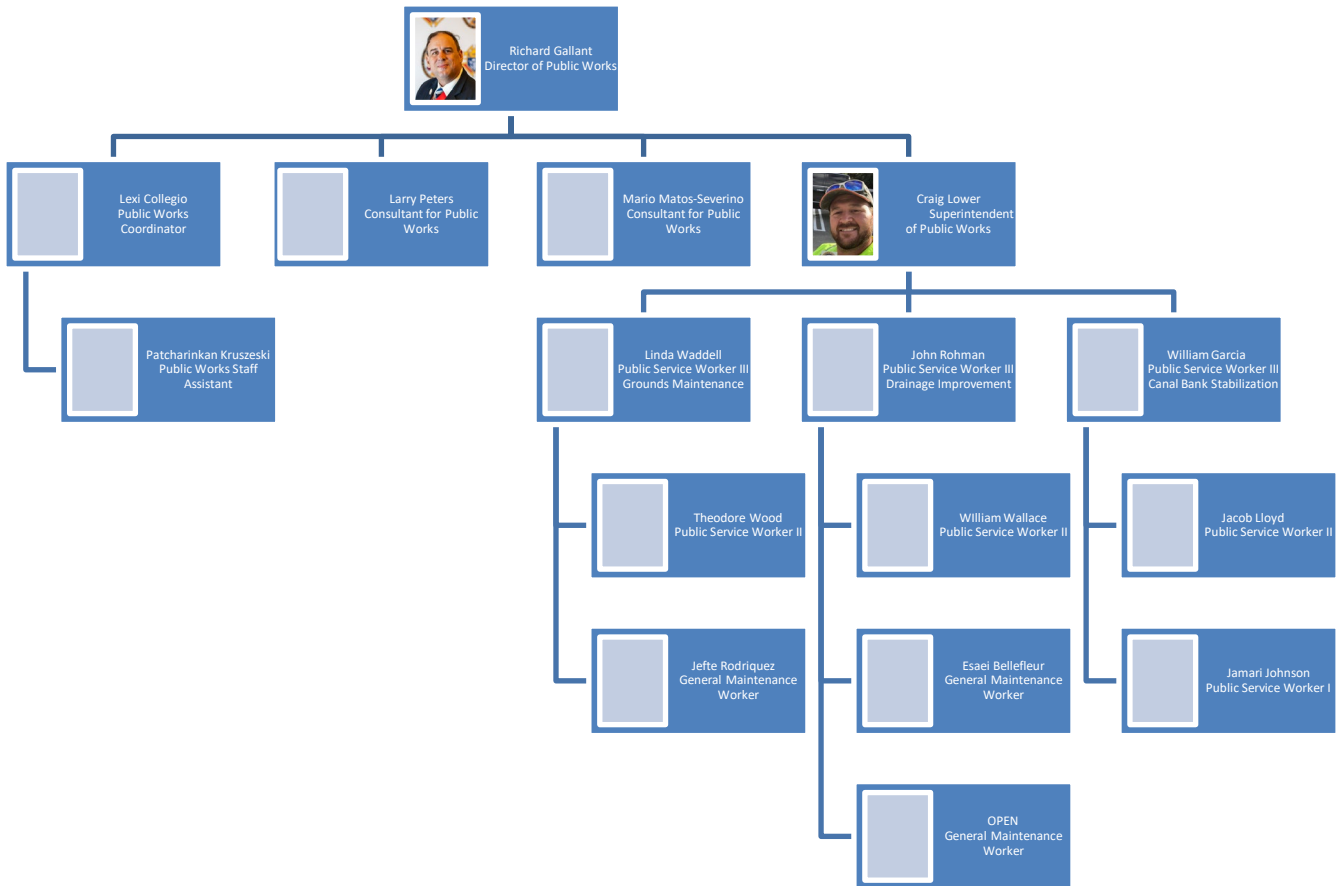 Richard Gallant
Director of Public Works
Lexi Collegio
Public Works
Coordinator
Larry Peters
Consultant for Public
Works
Mario Matos-Severino
Consultant for Public
Works
Craig Lower
Superintendent
of Public Works
Patcharinkan Kruszeski
Public Works Staff
Assistant
Linda Waddell
Public Service Worker III
Grounds Maintenance
John Rohman
Public Service Worker III
Drainage Improvement
William Garcia
Public Service Worker III
Canal Bank Stabilization
Theodore Wood
Public Service Worker II
WIlliam Wallace
Public Service Worker II
Jacob Lloyd
Public Service Worker II
Jefte Rodriquez
General Maintenance
Worker
Esaei Bellefleur
General Maintenance
Worker
Jamari Johnson
Public Service Worker I
OPEN
General Maintenance
Worker